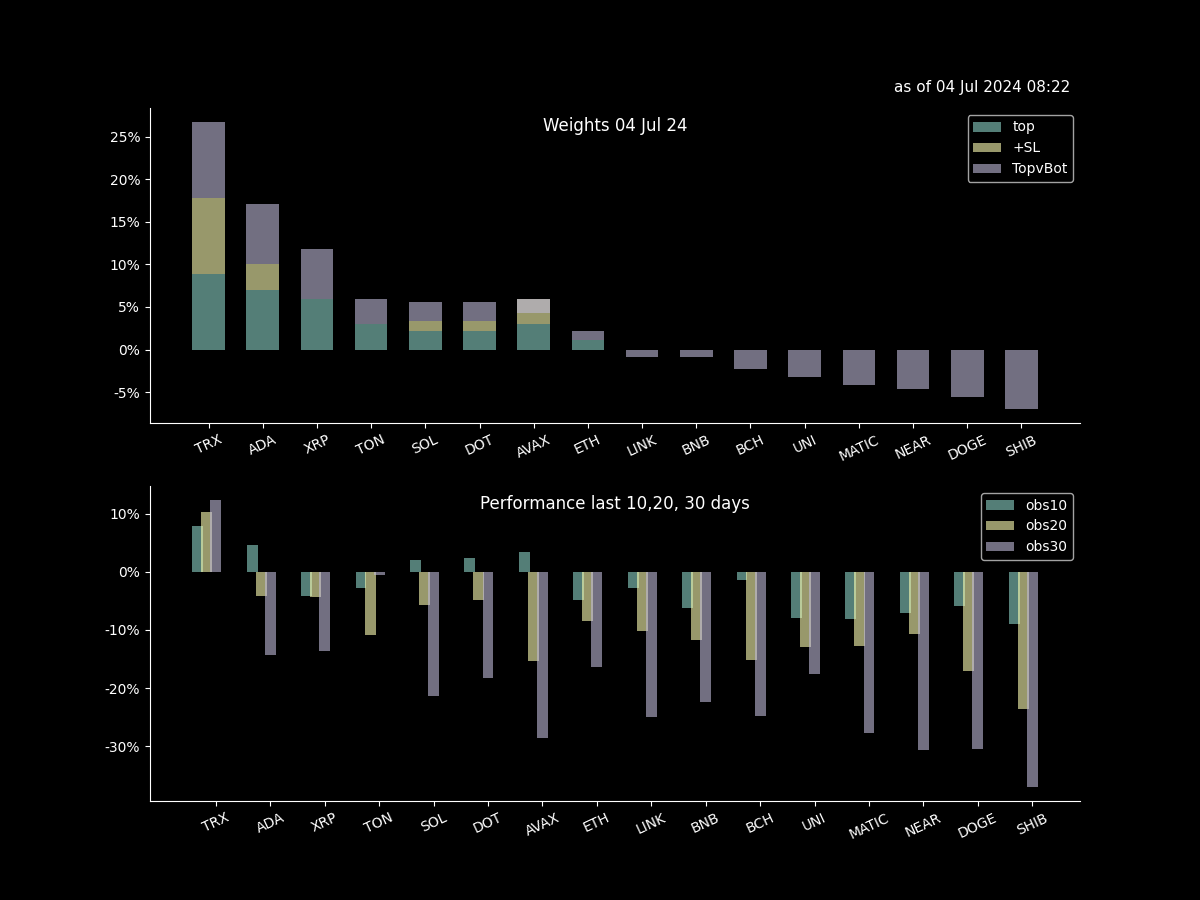 as of 04 Jul 2024 08:22
Weights 04 Jul 24
top
+SL
TopvBot
25%
20%
15%
10%
5%
0%
-5%
TRX ADA XRP TON SOL DOT AVAX ETH LINK BNB BCH UNI MATIC NEAR DOGE SHIB
Performance last 10,20, 30 days
obs10
obs20
obs30
10%
0%
-10%
-20%
-30%
TRX ADA XRP TON SOL DOT AVAX ETH LINK BNB BCH UNI MATIC NEAR DOGE SHIB